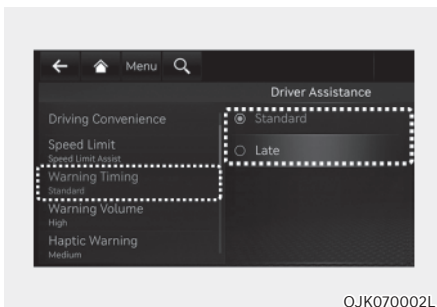 Menu
Driver Assistance
Driving Convenience
Speed Limit
Speed Limit Assist
Warning Timing
Standard
Warning Volume
High
Haptic Warning
Medium
Standard
Late
OJK070002L